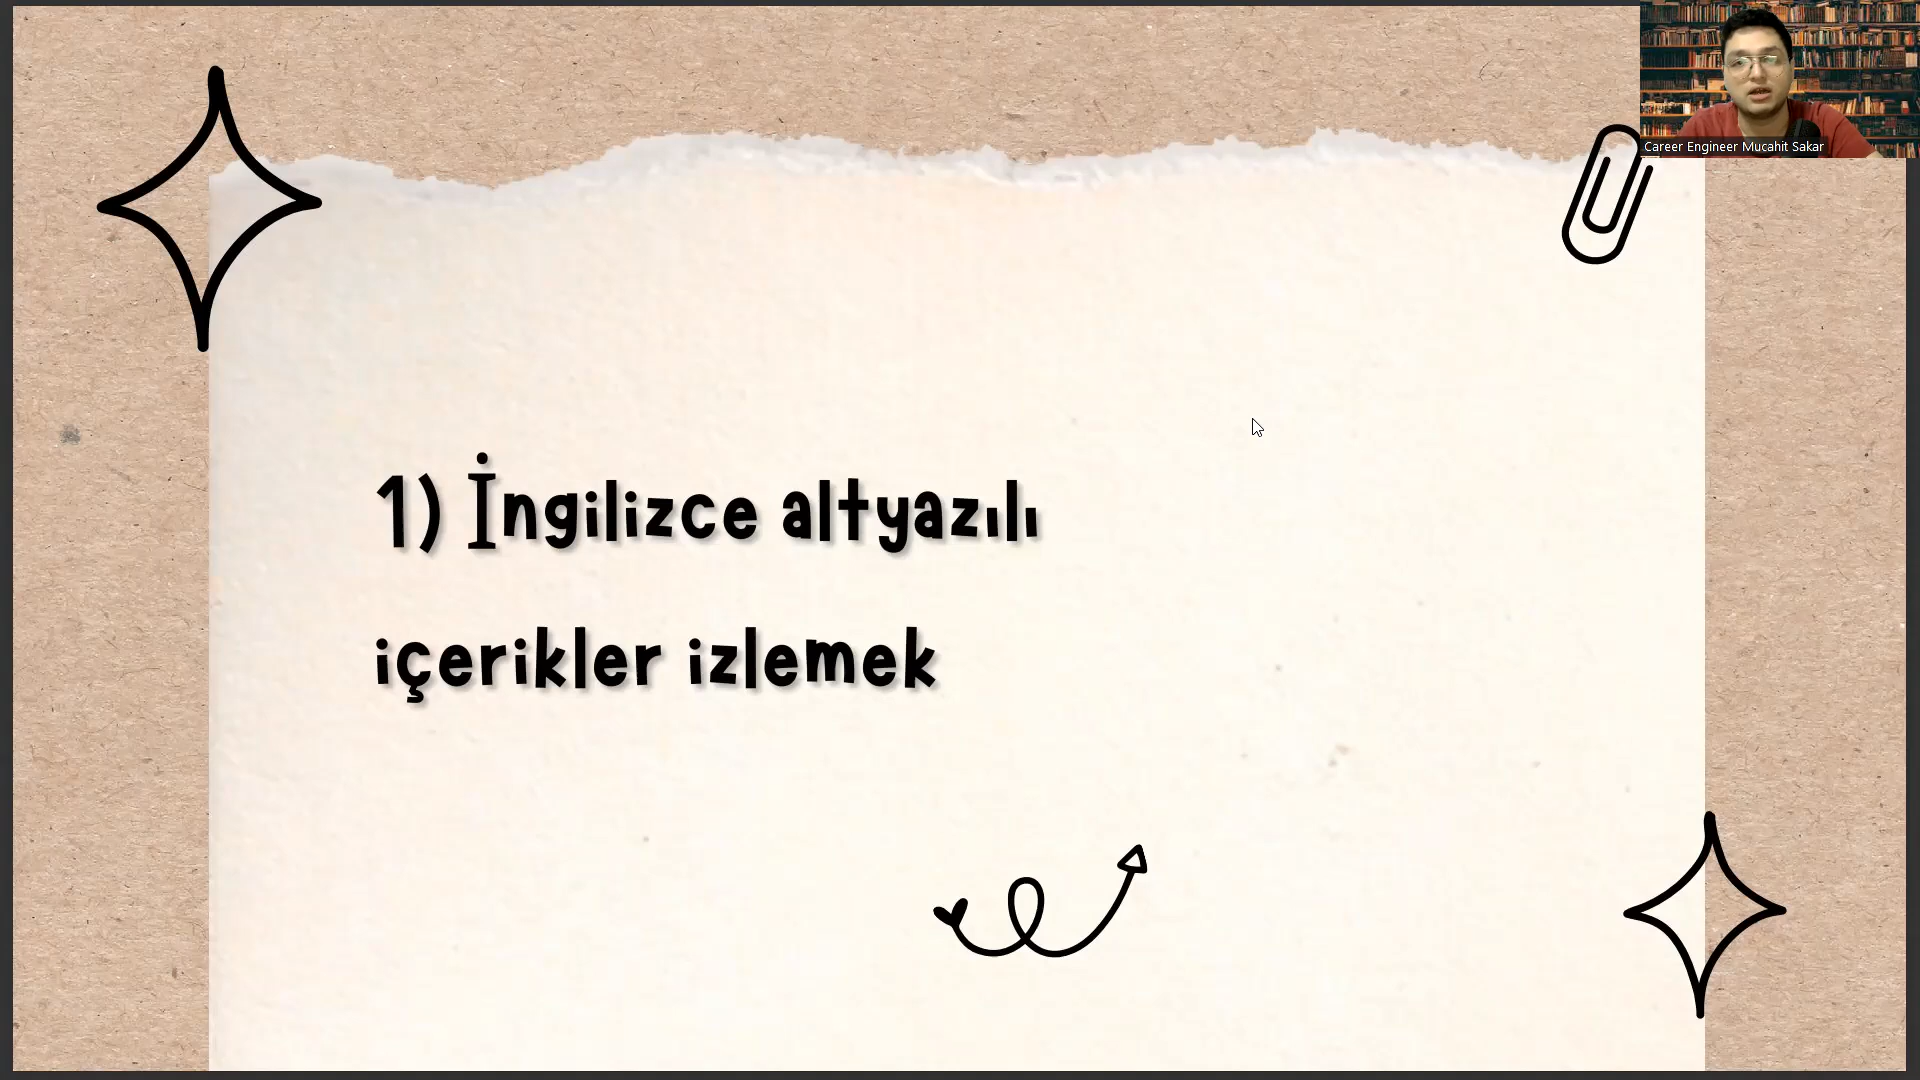 Career Engineer Mucahit Sakar
1) İngilizce altyazılı
içerikler izlemek